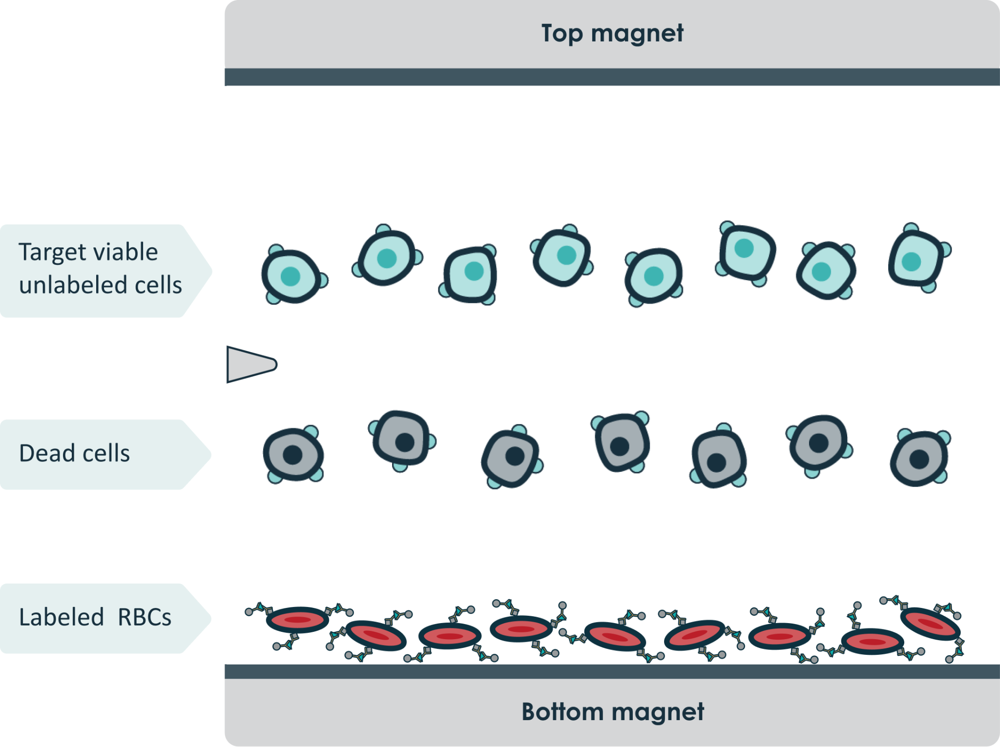 Top magnet
Target viable
unlabeled cells
Dead cells
Labeled RBCs
Bottom magnet